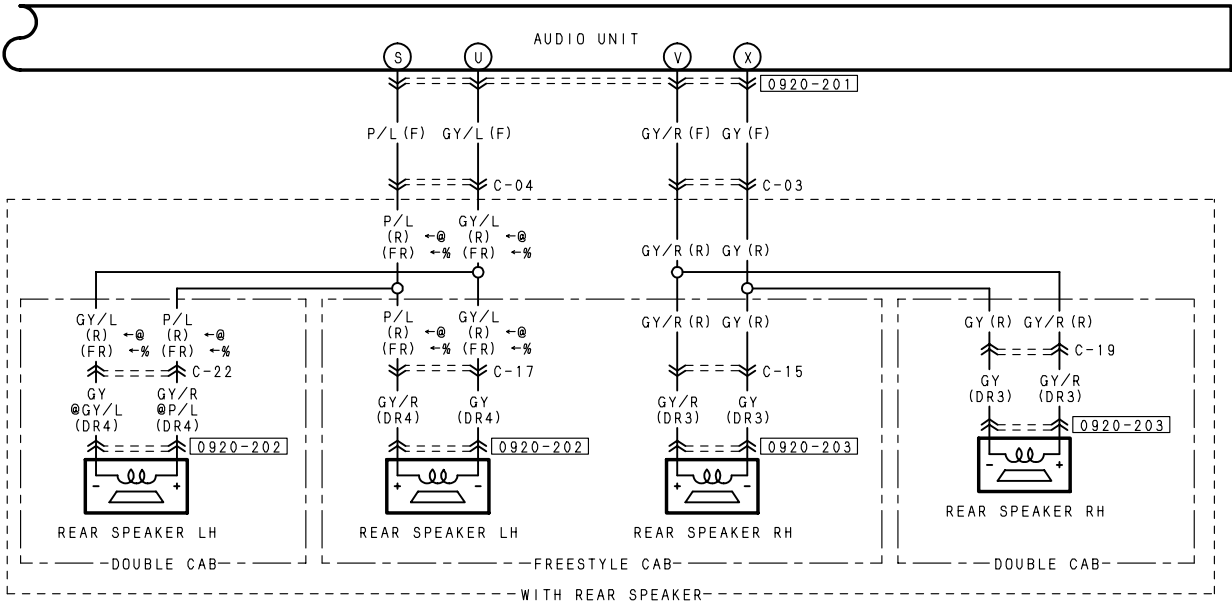 AUDIO UNIT
S U V X
0920-201
P/L (F) GY/L (F) GY/R (F) GY (F)
C-04 C-03
P/L GY/L
(R) ←@ (R) ←@
(FR) ←% (FR) ←%
GY/R (R) GY (R)
GY/L P/L
(R) ←@ (R) ←@
(FR) ←% (FR) ←%
C-22
GY GY/R
@GY/L @P/L
(DR4) (DR4)
0920-202
- +
REAR SPEAKER LH
DOUBLE CAB
P/L GY/L
(R) ←@ (R) ←@
(FR) ←% (FR) ←%
C-17
GY/R GY
(DR4) (DR4)
0920-202
+ -
REAR SPEAKER LH
GY/R (R) GY (R)
C-15
GY/R GY
(DR3) (DR3)
0920-203
+ -
REAR SPEAKER RH
FREESTYLE CAB
GY (R) GY/R (R)
C-19
GY GY/R
(DR3) (DR3)
0920-203
- +
REAR SPEAKER RH
DOUBLE CAB
WITH REAR SPEAKER